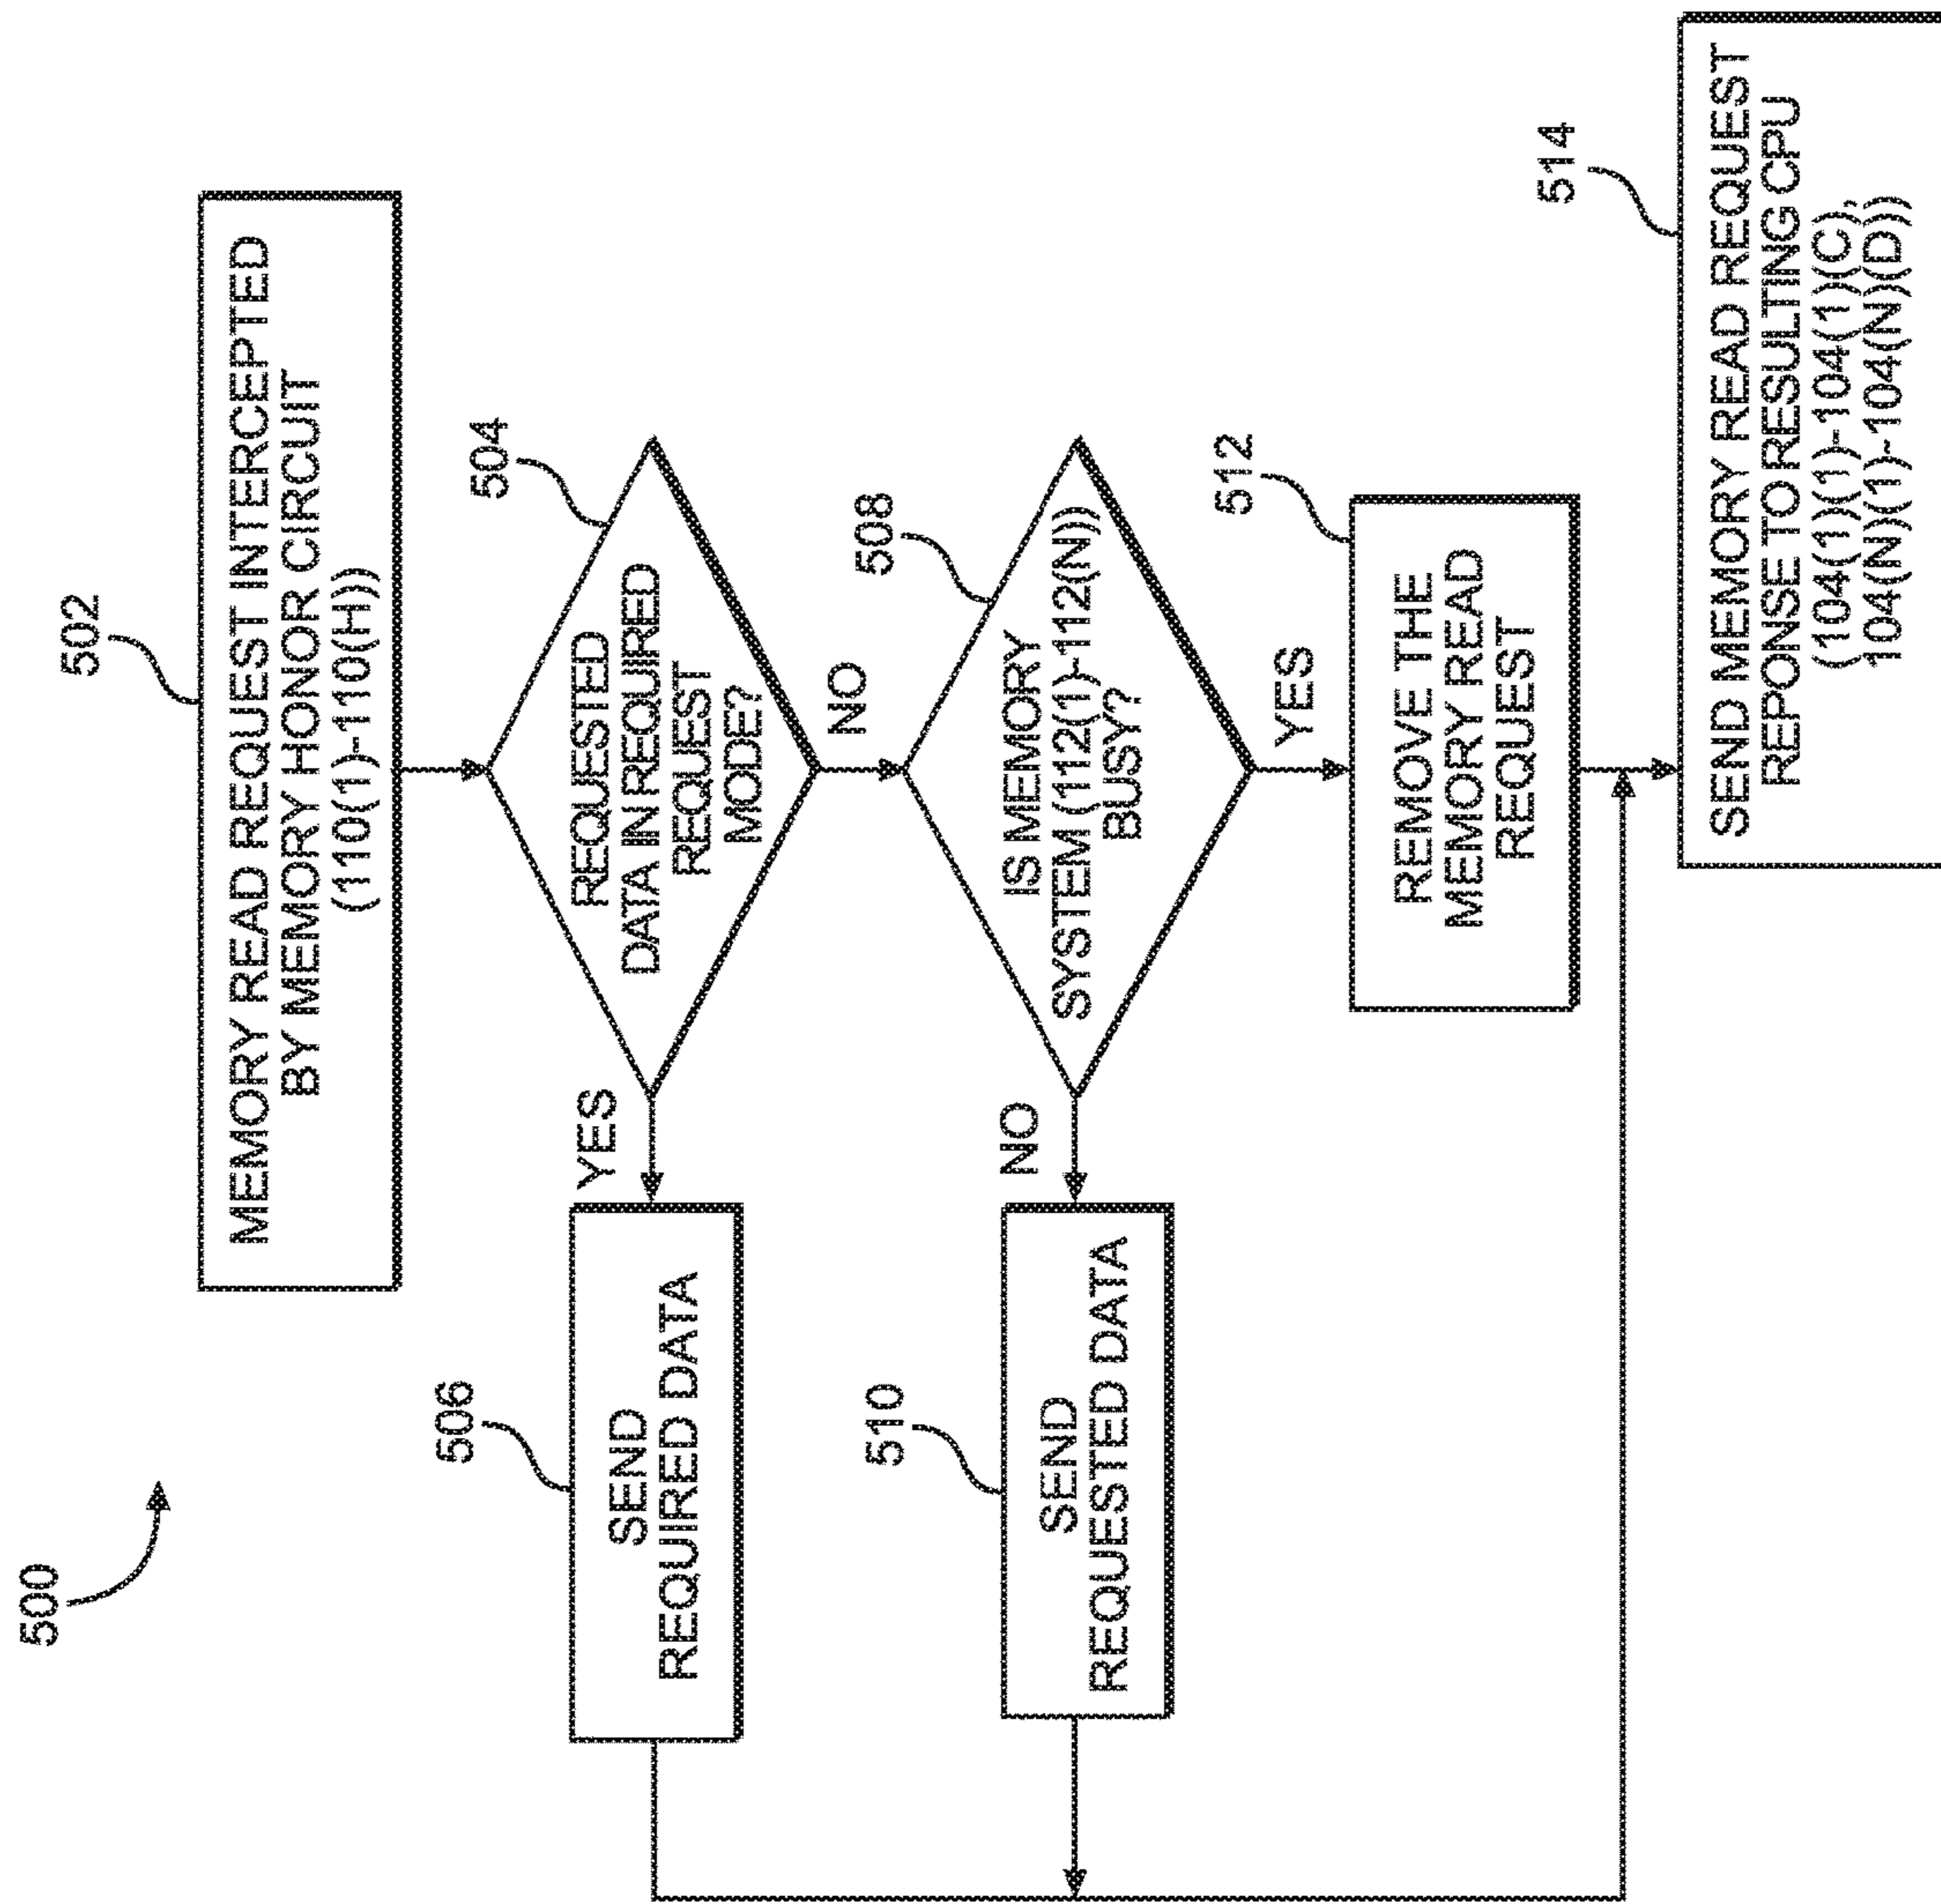 500
502
MEMORY READ REQUEST INTERCEPTED
BY MEMORY HONOR CIRCUIT
(110(1)-110(H))
504
REQUESTED
DATA IN REQUIRED
REQUEST
MODE?
YES
NO
506
SEND
REQUIRED DATA
508
IS MEMORY
SYSTEM (112(1)-112(N))
BUSY?
NO
YES
510
SEND
REQUESTED DATA
512
REMOVE THE
MEMORY READ
REQUEST
514
SEND MEMORY READ REQUEST
REPONSE TO RESULTING CPU
(104(1)(1)-104(1)(C),
104(N)(1)-104(N)(D))